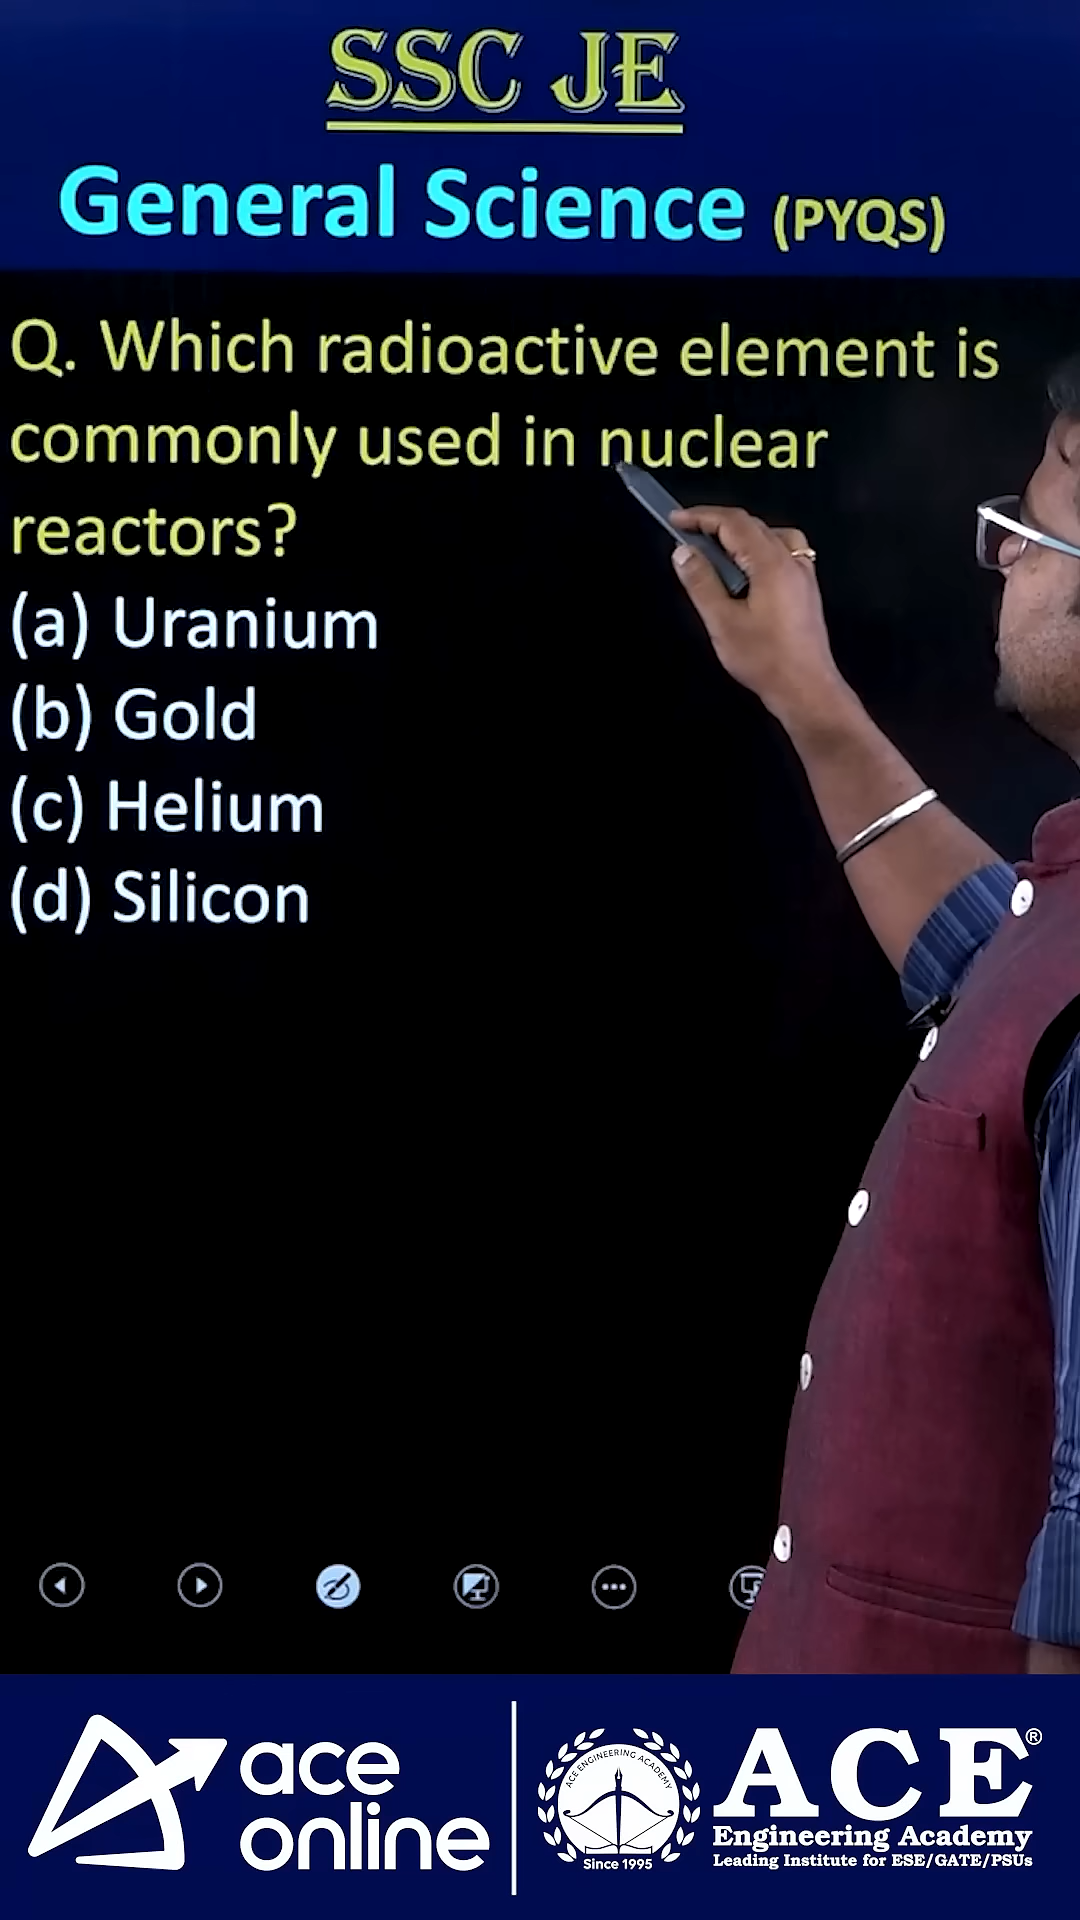 SSC JE
General Science (PYQS)
Q. Which radioactive element is
commonly used in nuclear
reactors?
(a) Uranium
(b) Gold
(c) Helium
(d) Silicon
ace
online
ACE ENGINEERING ACADEMY
Since 1995
ACE®
Engineering Academy
Leading Institute for ESE/GATE/PSUs